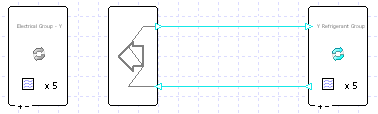 Electrical Group - Y
x 5
+ -
Y Refrigerant Group
x 5
+ -